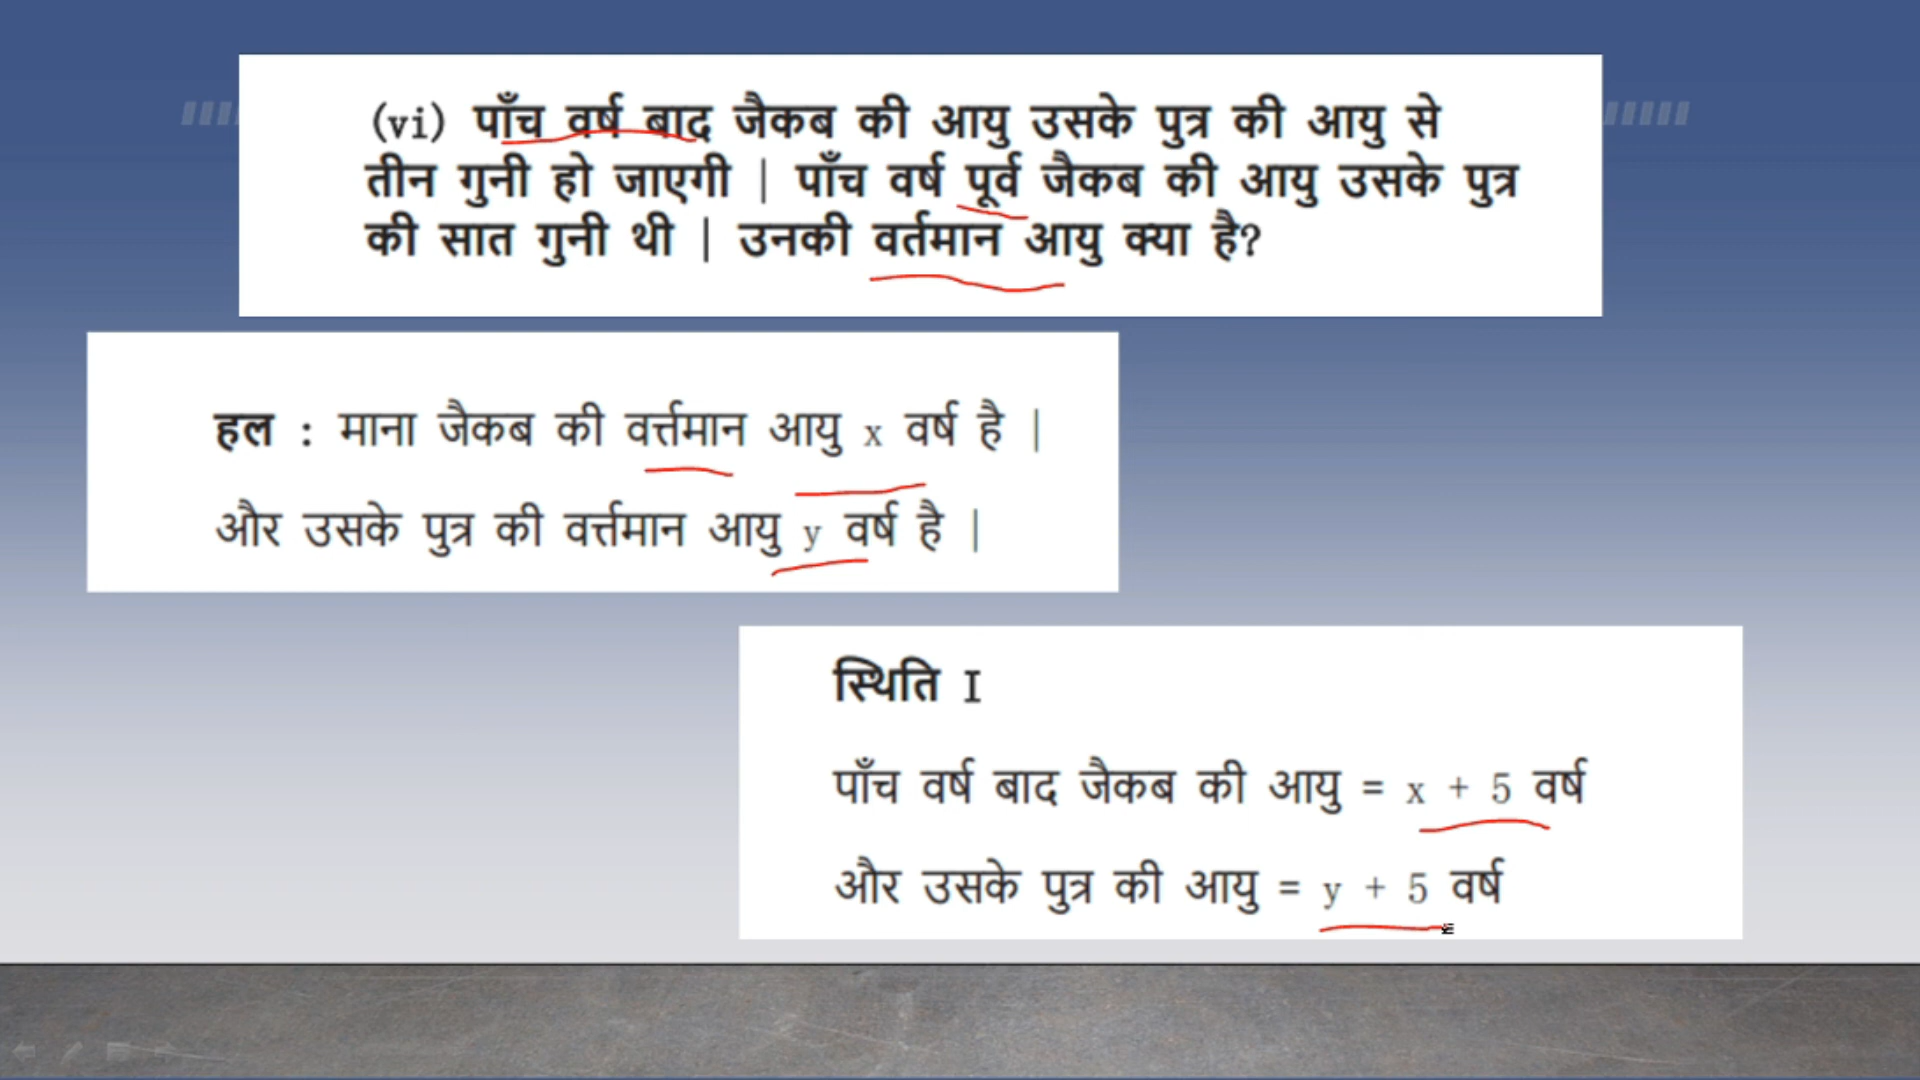 (vi) पाँच वर्ष बाद जैकब की आयु उसके पुत्र की आयु से
तीन गुनी हो जाएगी | पाँच वर्ष पूर्व जैकब की आयु उसके पुत्र
की सात गुनी थी | उनकी वर्तमान आयु क्या है?
हल : माना जैकब की वर्त्तमान आयु x वर्ष है |
और उसके पुत्र की वर्त्तमान आयु y वर्ष है |
स्थिति I
पाँच वर्ष बाद जैकब की आयु = x + 5 वर्ष
और उसके पुत्र की आयु = y + 5 वर्ष